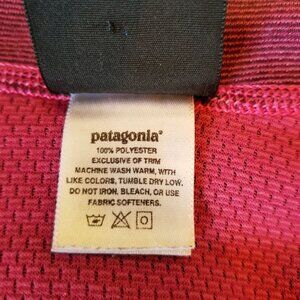 patagonia®
100% POLYESTER
EXCLUSIVE OF TRIM
MACHINE WASH WARM, WITH
LIKE COLORS, TUMBLE DRY LOW.
DO NOT IRON, BLEACH, OR USE
FABRIC SOFTENERS.